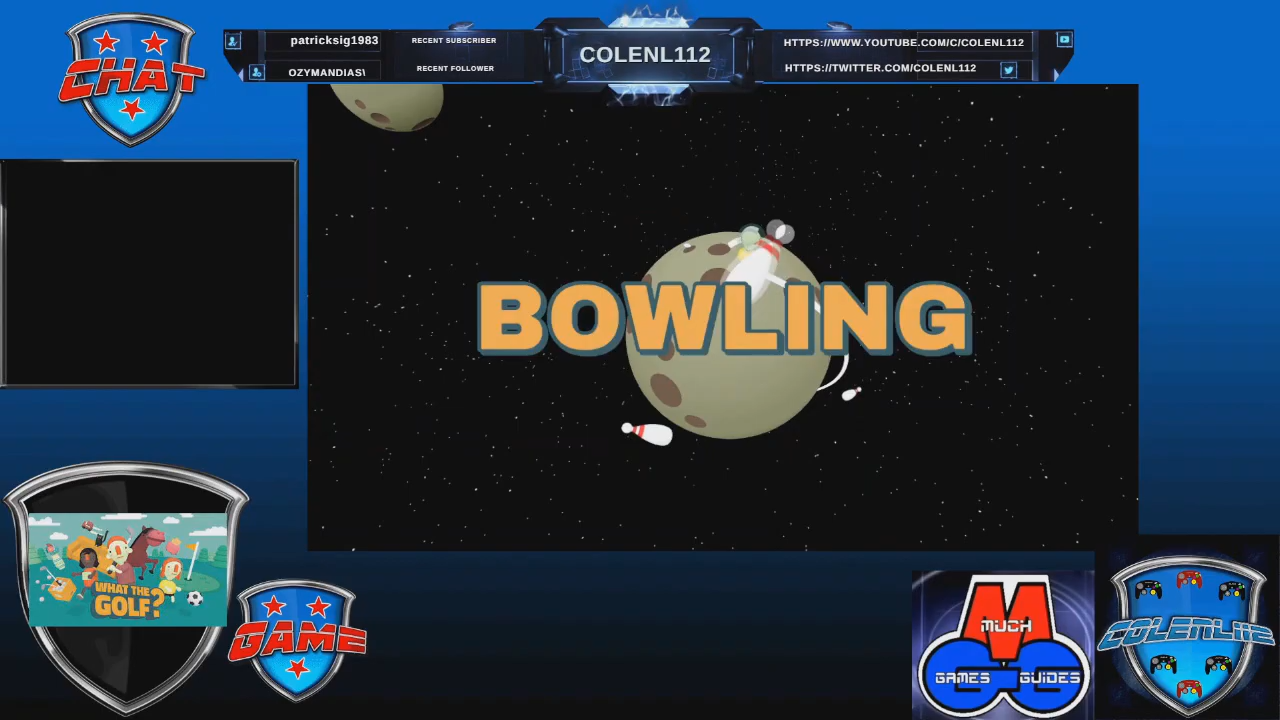 CHAT
patricksig1983
RECENT SUBSCRIBER
OZYMANDIAS\
RECENT FOLLOWER
COLENL112
HTTPS://WWW.YOUTUBE.COM/C/COLENL112
HTTPS://TWITTER.COM/COLENL112
BOWLING
WHAT THE
GOLF?
GAME
MUCH
GAMES GUIDES
COLENL112